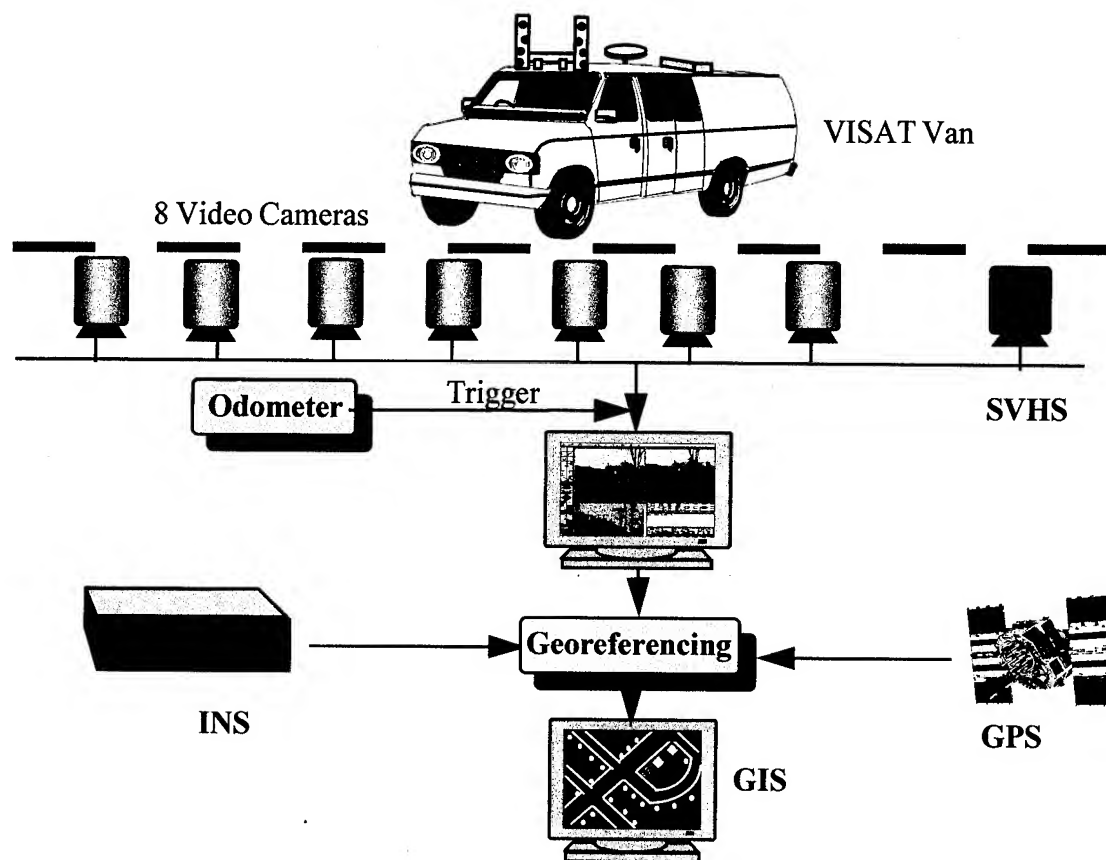 VISAT Van
8 Video Cameras
Odometer
Trigger
SVHS
Georeferencing
INS
GPS
GIS